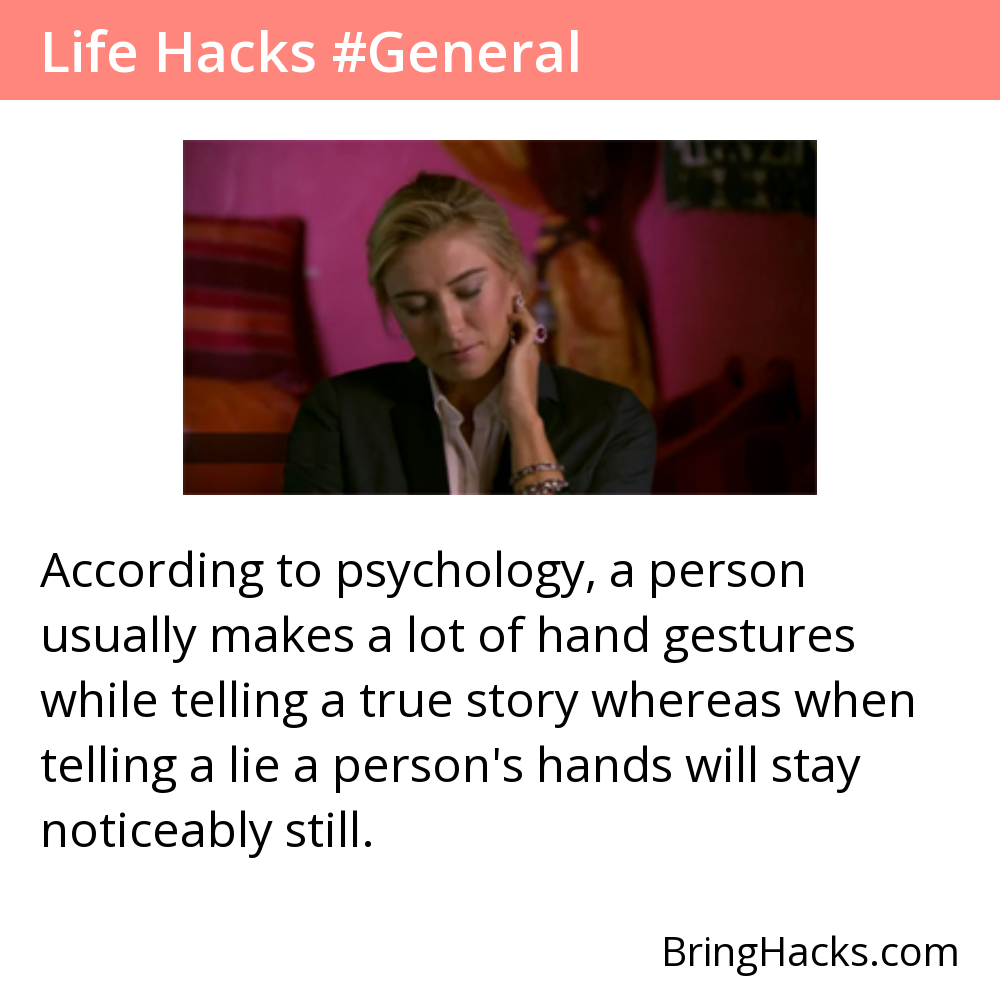 Life Hacks #General
According to psychology, a person
usually makes a lot of hand gestures
while telling a true story whereas when
telling a lie a person's hands will stay
noticeably still.
BringHacks.com